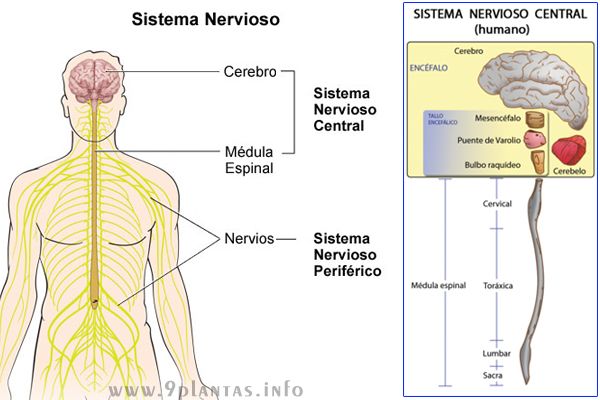 Sistema Nervioso
Cerebro
Sistema
Nervioso
Central
Médula
Espinal
Nervios
Sistema
Nervioso
Periférico
www.9plantas.info
SISTEMA NERVIOSO CENTRAL
(humano)
Cerebro
ENCÉFALO
TALLO
ENCEFÁLICO
Mesencéfalo
Puente de Varolio
Bulbo raquídeo
Cerebelo
Cervical
Médula espinal
Toráxica
Lumbar
Sacra